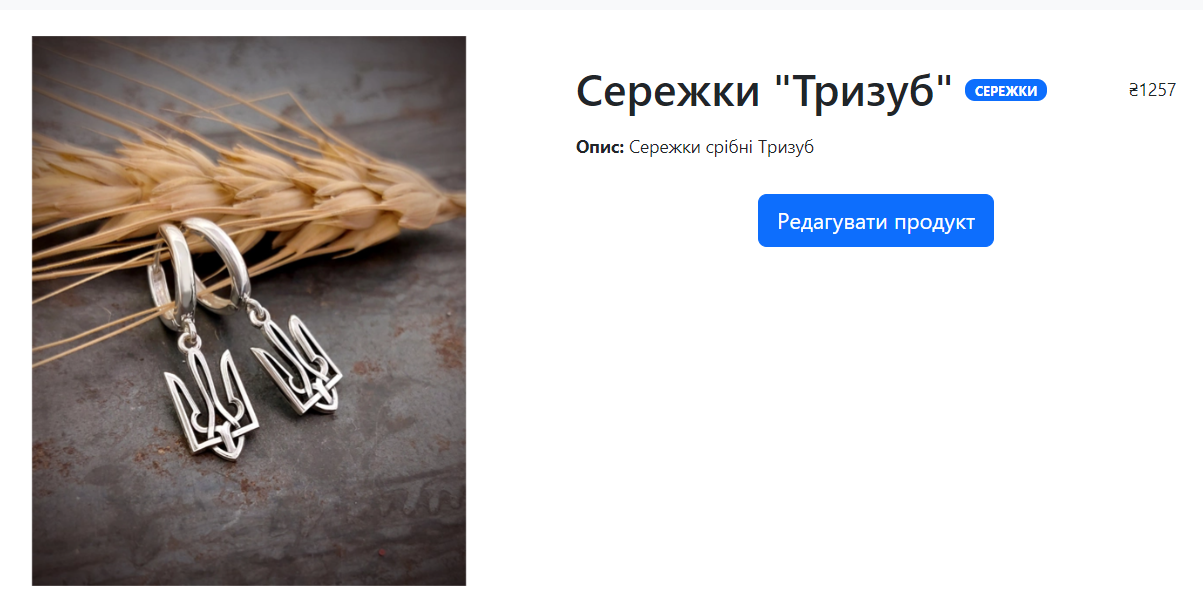 Сережки "Тризуб" СЕРЕЖКИ ₴1257
Опис: Сережки срібні Тризуб
Редагувати продукт